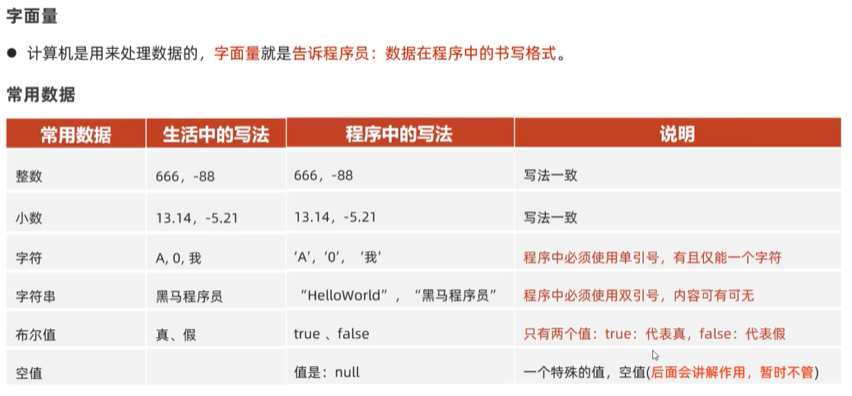 字面量
● 计算机是用来处理数据的，字面量就是告诉程序员：数据在程序中的书写格式。
常用数据
常用数据 生活中的写法 程序中的写法 说明
整数 666，-88 666，-88 写法一致
小数 13.14，-5.21 13.14，-5.21 写法一致
字符 A, 0, 我 ‘A’，‘0’， ‘我’ 程序中必须使用单引号，有且仅能一个字符
字符串 黑马程序员 “HelloWorld”，“黑马程序员” 程序中必须使用双引号，内容可有可无
布尔值 真、假 true 、false 只有两个值：true：代表真，false：代表假
空值 值是：null 一个特殊的值，空值(后面会讲解作用，暂时不管)